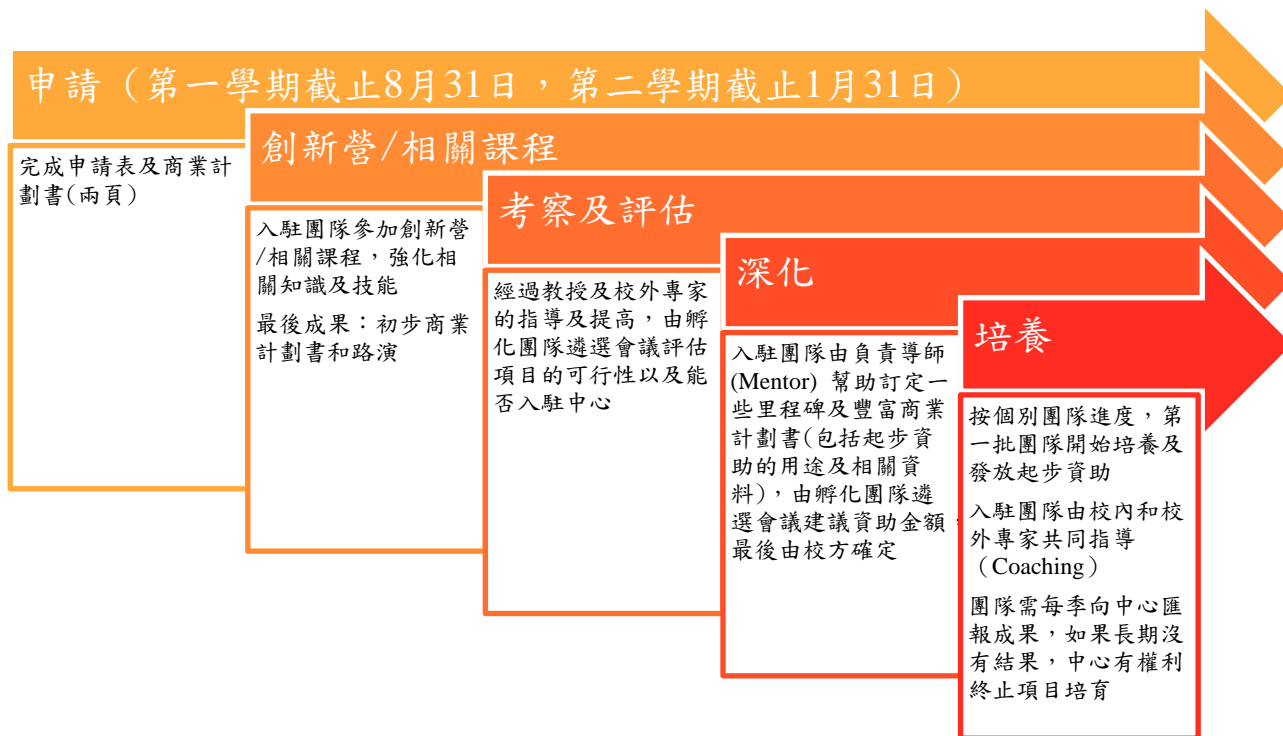 申請（第一學期截止8月31日，第二學期截止1月31日）
完成申請表及商業計
劃書(兩頁)
創新營/相關課程
入駐團隊參加創新營
/相關課程，強化相
關知識及技能
最後成果：初步商業
計劃書和路演
考察及評估
經過教授及校外專家
的指導及提高，由孵
化團隊遴選會議評估
項目的可行性以及能
否入駐中心
深化
入駐團隊由負責導師
(Mentor) 幫助訂定一
些里程碑及豐富商業
計劃書(包括起步資
助的用途及相關資
料)，由孵化團隊遴
選會議建議資助金額，
最後由校方確定
培養
按個別團隊進度，第
一批團隊開始培養及
發放起步資助
入駐團隊由校內和校
外專家共同指導
（Coaching）
團隊需每季向中心匯
報成果，如果長期沒
有結果，中心有權利
終止項目培育